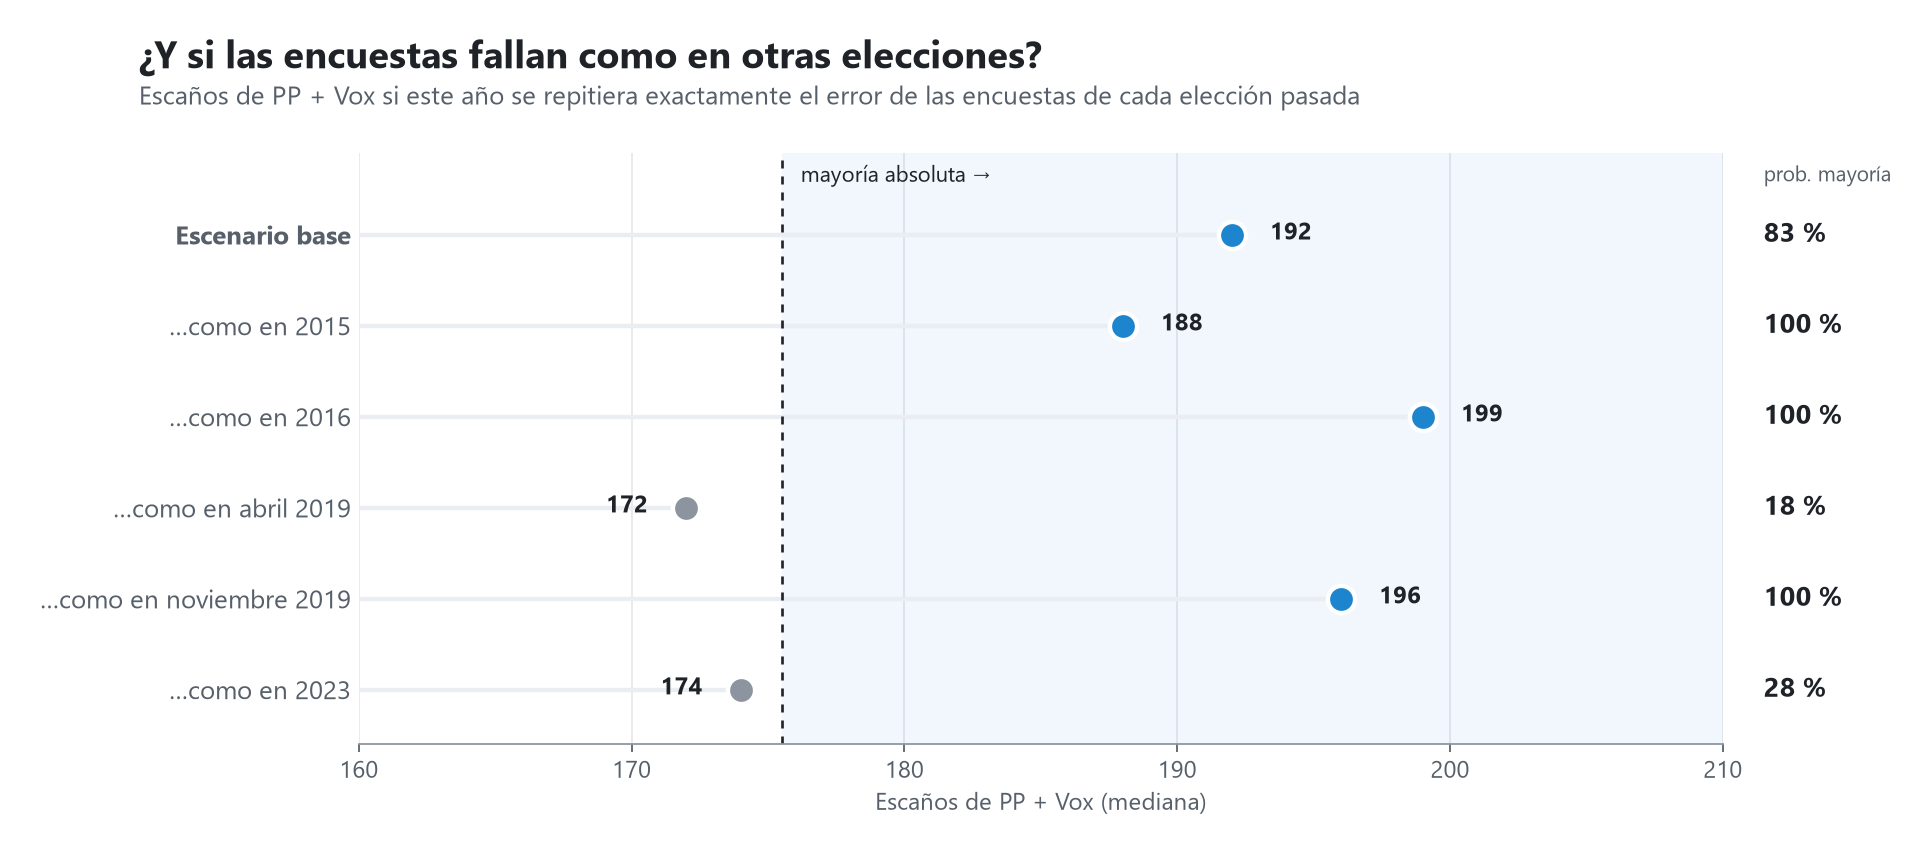 ¿Y si las encuestas fallan como en otras elecciones?
Escaños de PP + Vox si este año se repitiera exactamente el error de las encuestas de cada elección pasada
mayoría absoluta →
prob. mayoría
Escenario base
192
83 %
...como en 2015
188
100 %
...como en 2016
199
100 %
...como en abril 2019
172
18 %
...como en noviembre 2019
196
100 %
...como en 2023
174
28 %
160 170 180 190 200 210
Escaños de PP + Vox (mediana)